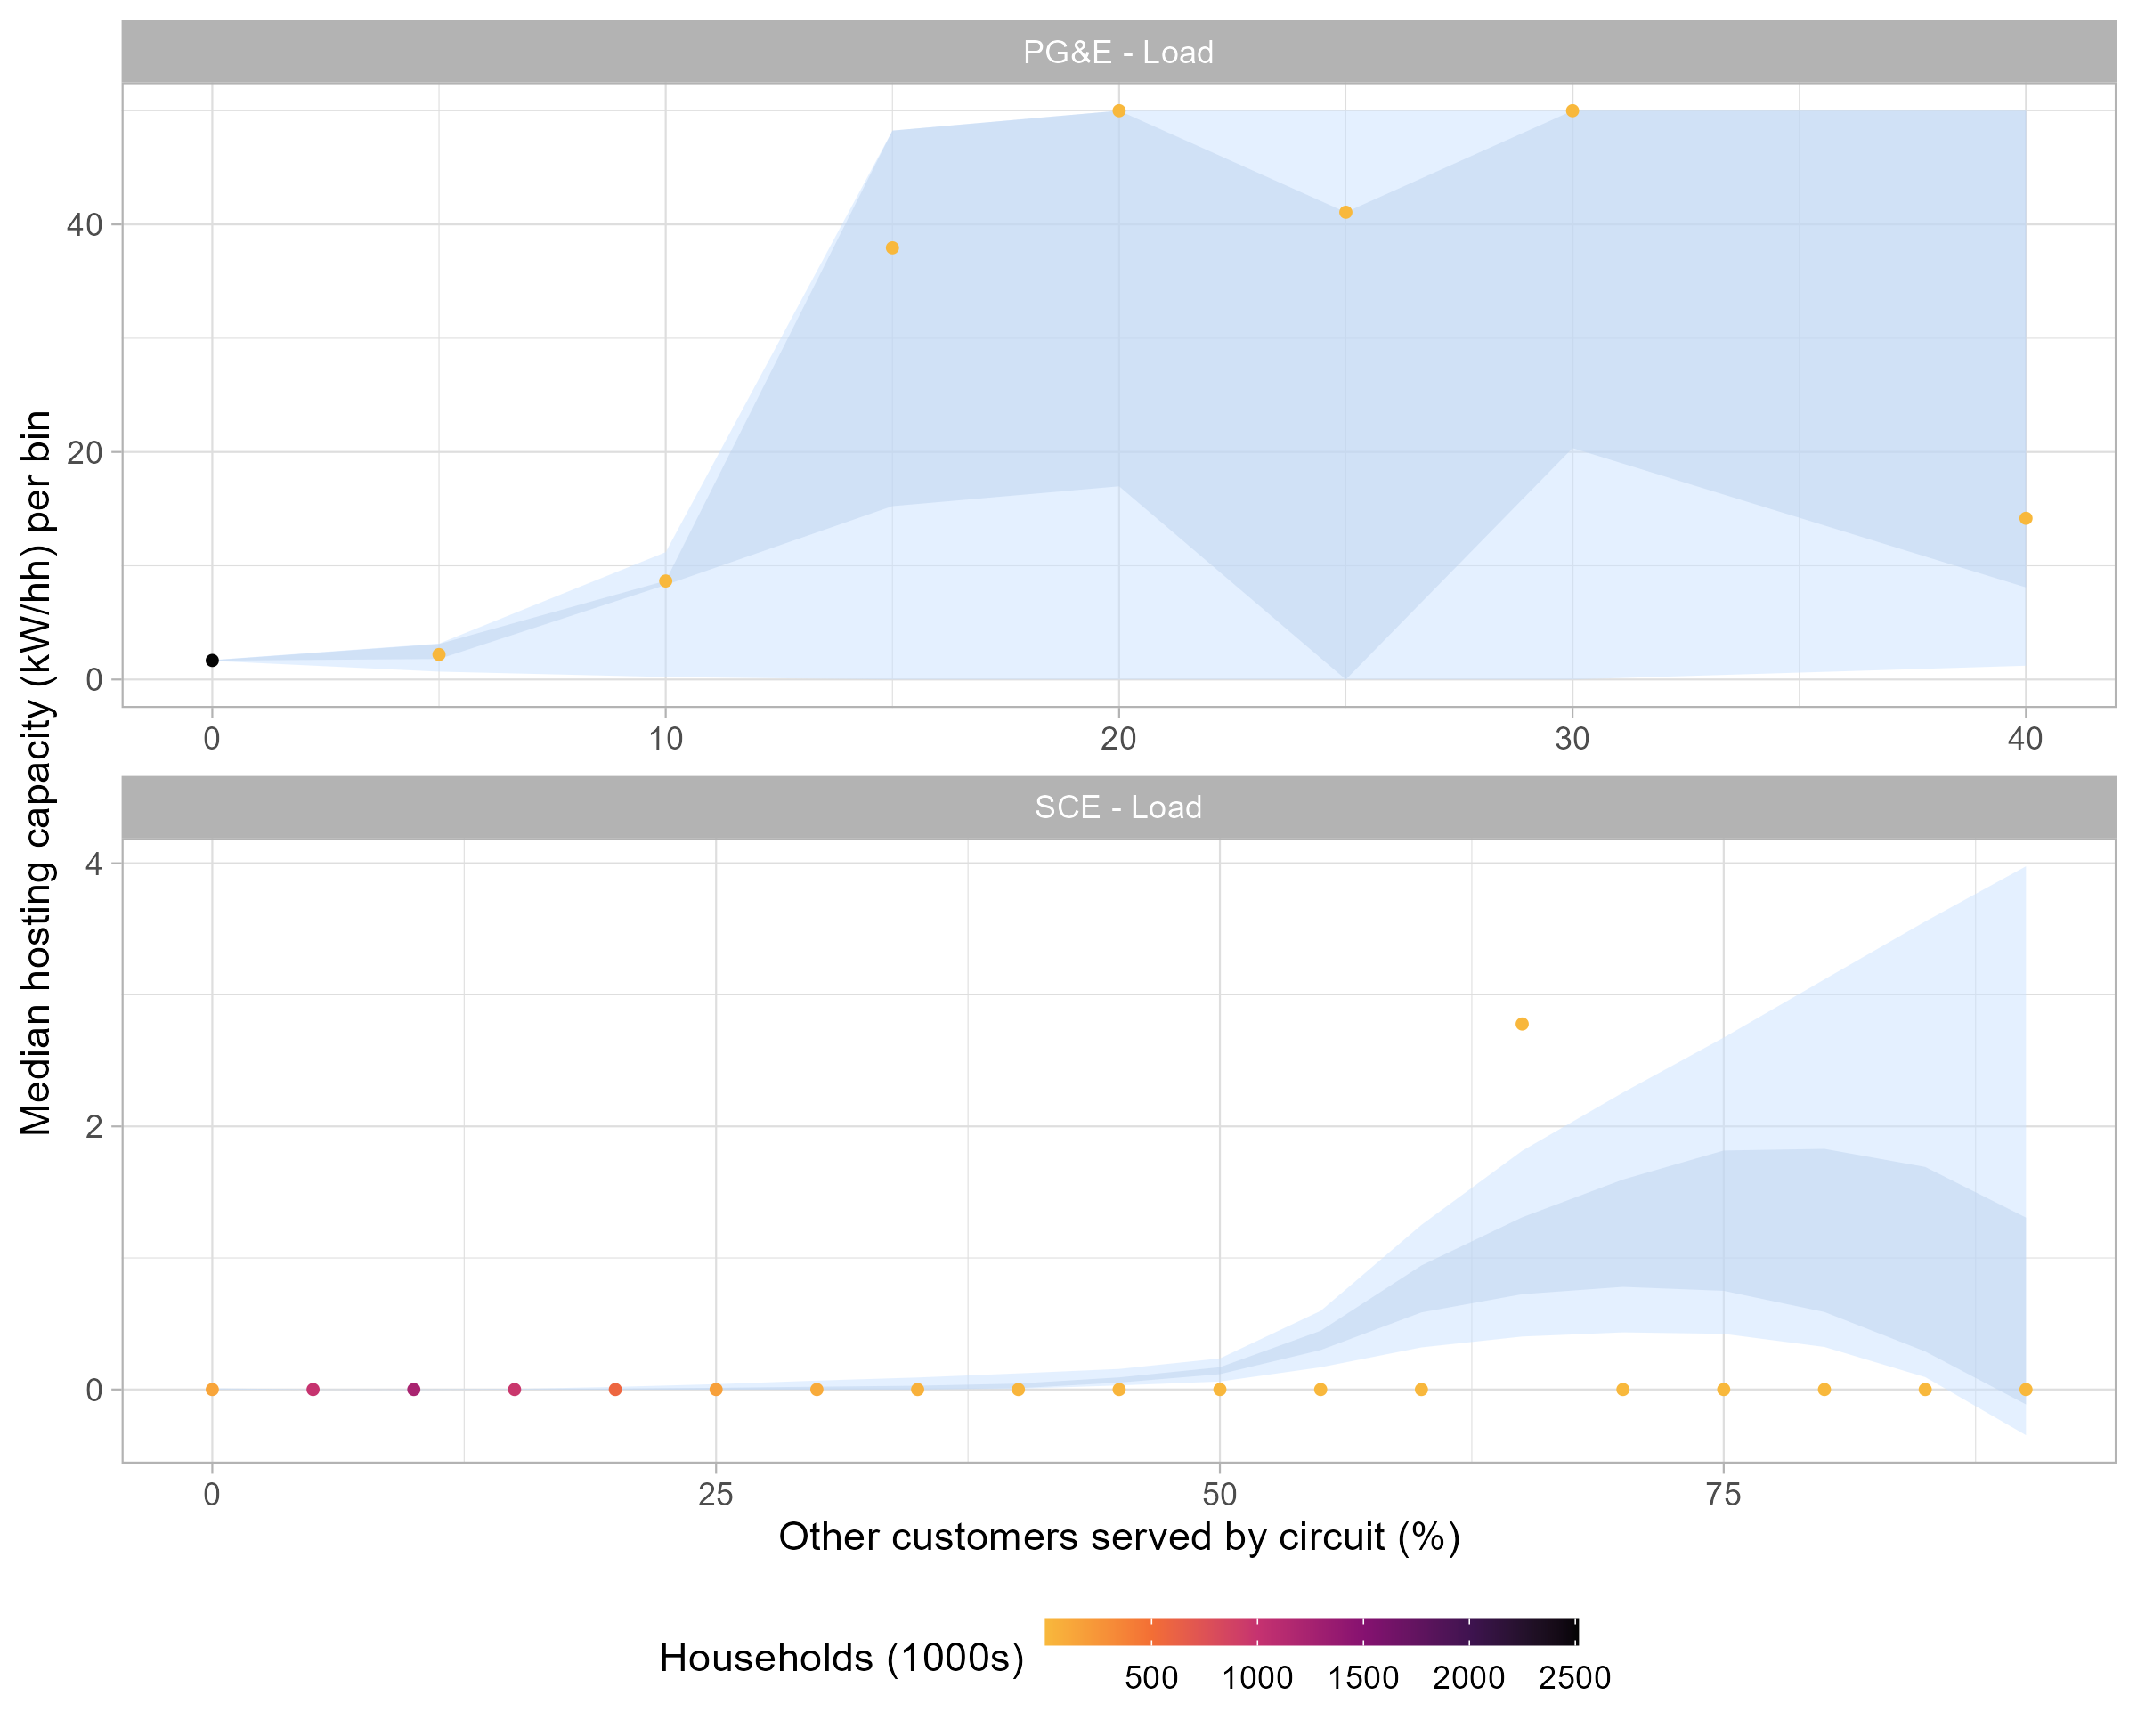 PG&E - Load
Median hosting capacity (kW/hh) per bin
40
20
0
0 10 20 30 40
SCE - Load
4
2
0
0 25 50 75
Other customers served by circuit (%)
Households (1000s)
500 1000 1500 2000 2500